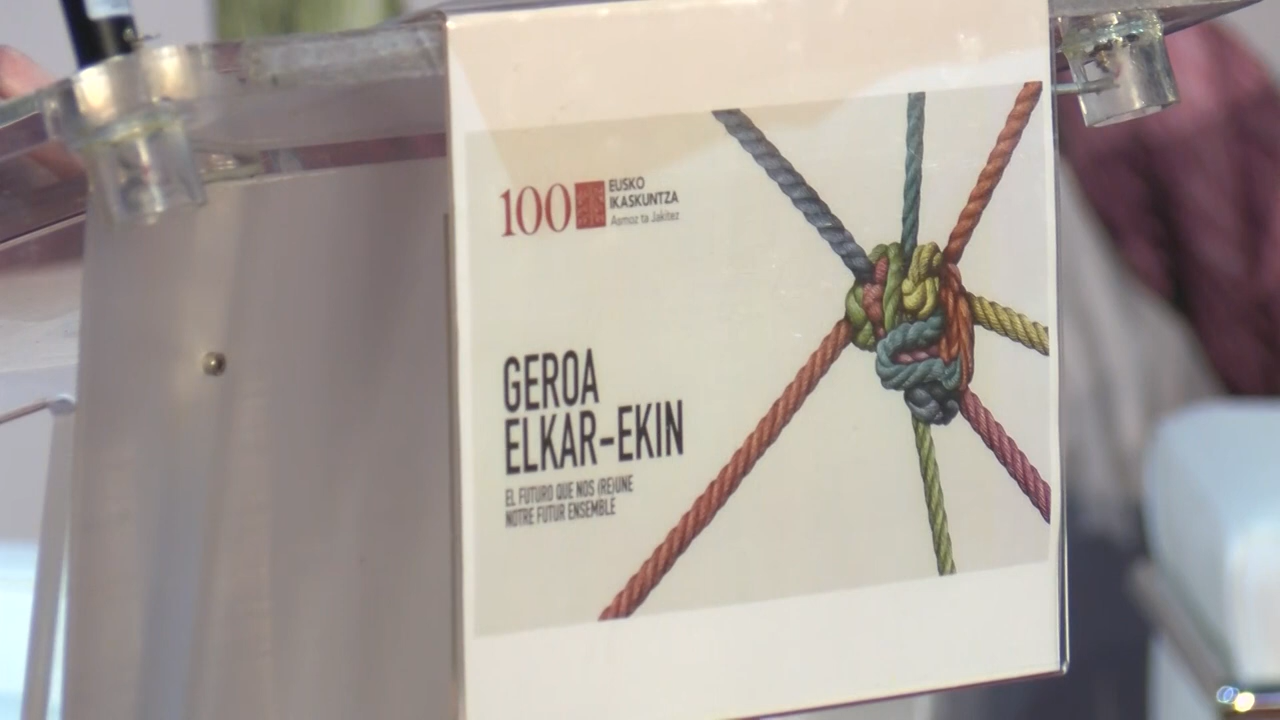 100
EUSKO
IKASKUNTZA
Asmoz ta Jakitez
GEROA
ELKAR-EKIN
EL FUTURO QUE NOS (RE)UNE
NOTRE FUTUR ENSEMBLE